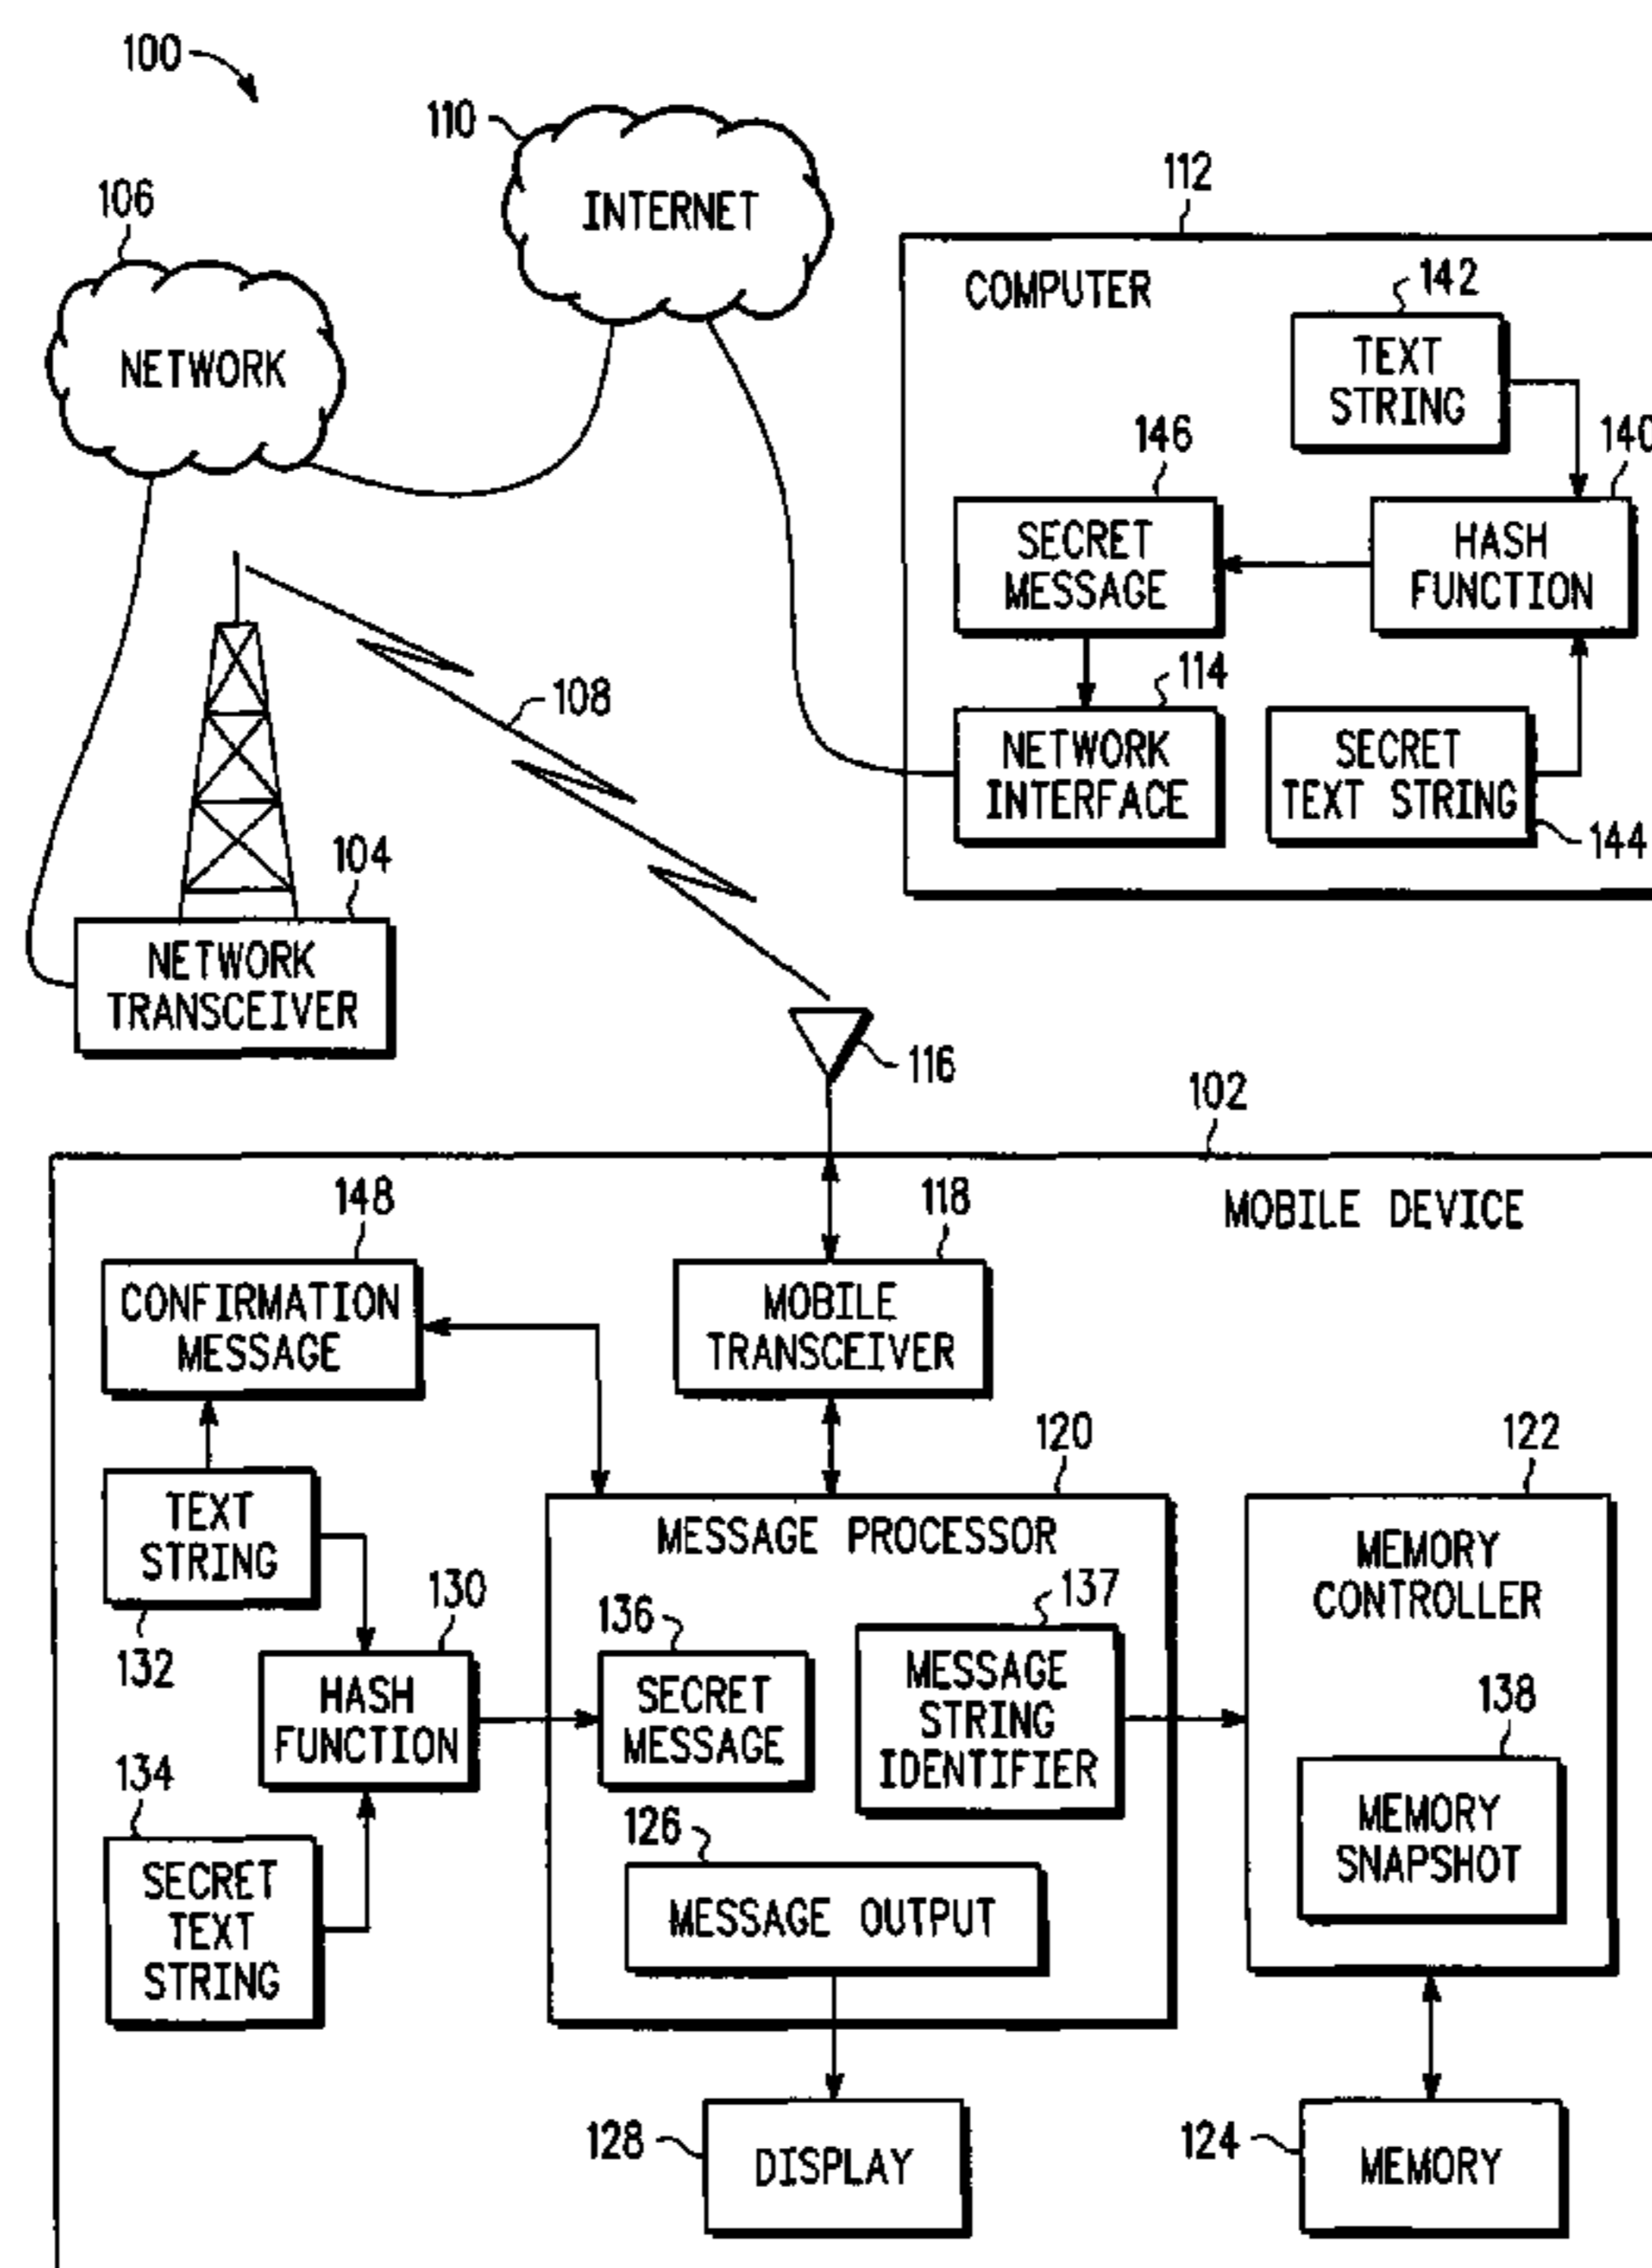 100
110
INTERNET
106
NETWORK
112
COMPUTER
142
TEXT
STRING
146
140
SECRET
MESSAGE
HASH
FUNCTION
108
114
NETWORK
INTERFACE
SECRET
TEXT STRING
144
104
NETWORK
TRANSCEIVER
116
102
MOBILE DEVICE
148
CONFIRMATION
MESSAGE
118
MOBILE
TRANSCEIVER
120
122
TEXT
STRING
132
MESSAGE PROCESSOR
MEMORY
CONTROLLER
130
HASH
FUNCTION
136
SECRET
MESSAGE
137
MESSAGE
STRING
IDENTIFIER
138
MEMORY
SNAPSHOT
134
SECRET
TEXT
STRING
126
MESSAGE OUTPUT
128
DISPLAY
124
MEMORY